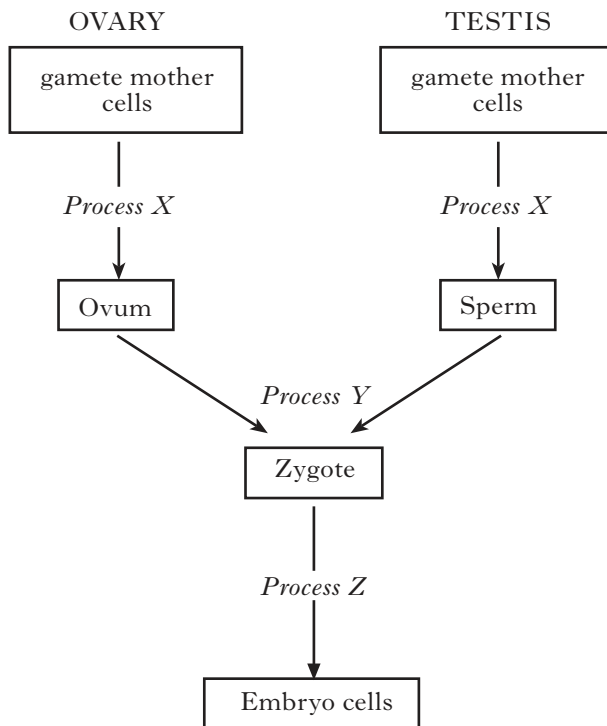 OVARY
TESTIS
gamete mother
cells
gamete mother
cells
Process X
Process X
Ovum
Sperm
Process Y
Zygote
Process Z
Embryo cells